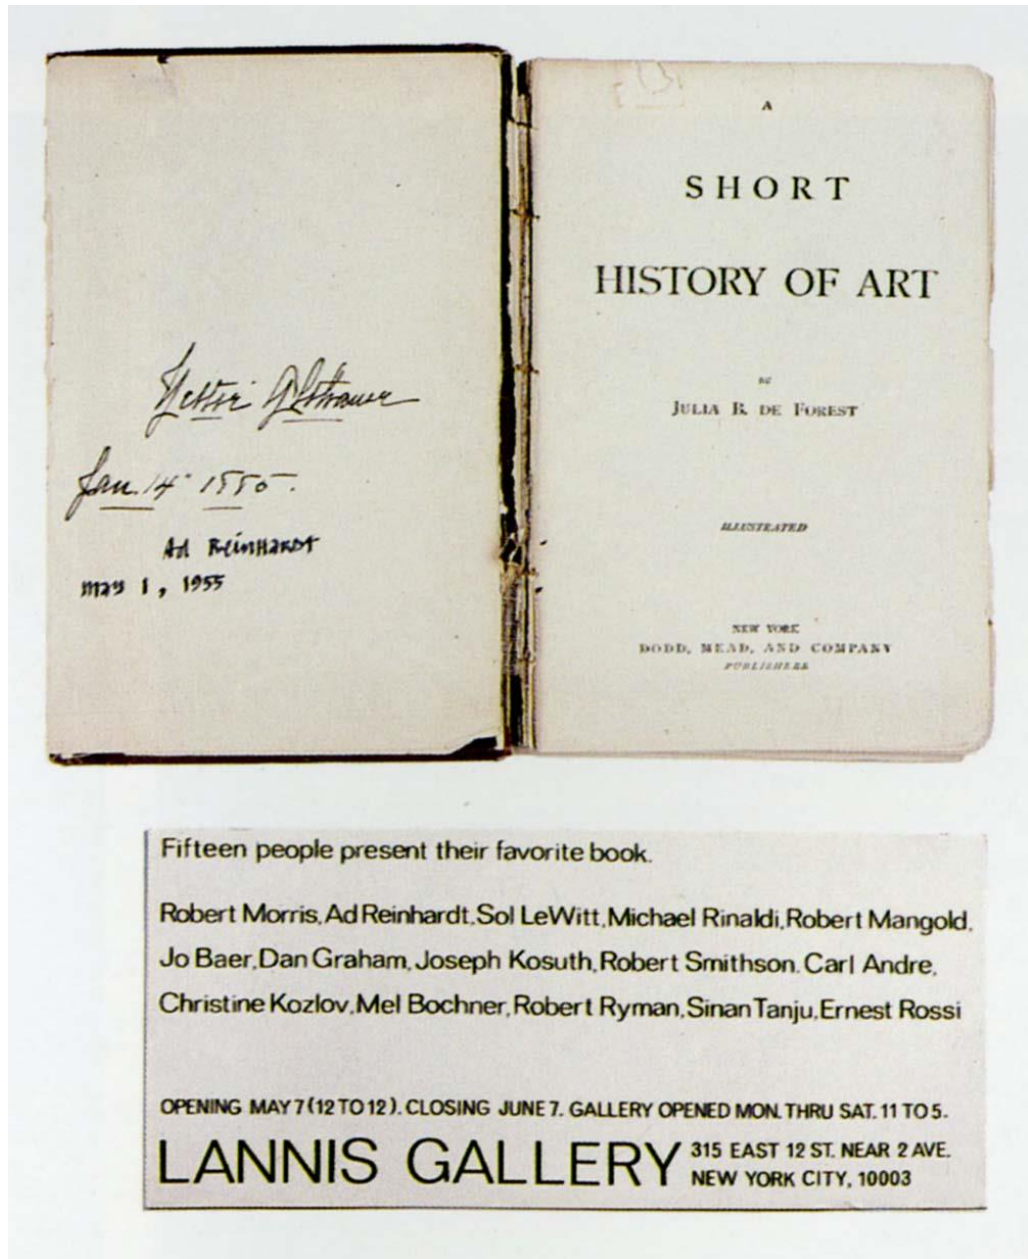 Nettie
Jan. 14
Ad Reinhardt
may 1, 1955
A
SHORT
HISTORY OF ART
BY
JULIA B. DE FOREST
ILLUSTRATED
NEW YORK
DODD, MEAD, AND COMPANY
PUBLISHERS
Fifteen people present their favorite book.
Robert Morris, Ad Reinhardt, Sol LeWitt, Michael Rinaldi, Robert Mangold,
Jo Baer, Dan Graham, Joseph Kosuth, Robert Smithson, Carl Andre,
Christine Kozlov, Mel Bochner, Robert Ryman, Sinan Tanju, Ernest Rossi
OPENING MAY 7 (12 TO 12). CLOSING JUNE 7. GALLERY OPENED MON. THRU SAT. 11 TO 5.
LANNIS GALLERY 315 EAST 12 ST. NEAR 2 AVE.
NEW YORK CITY, 10003